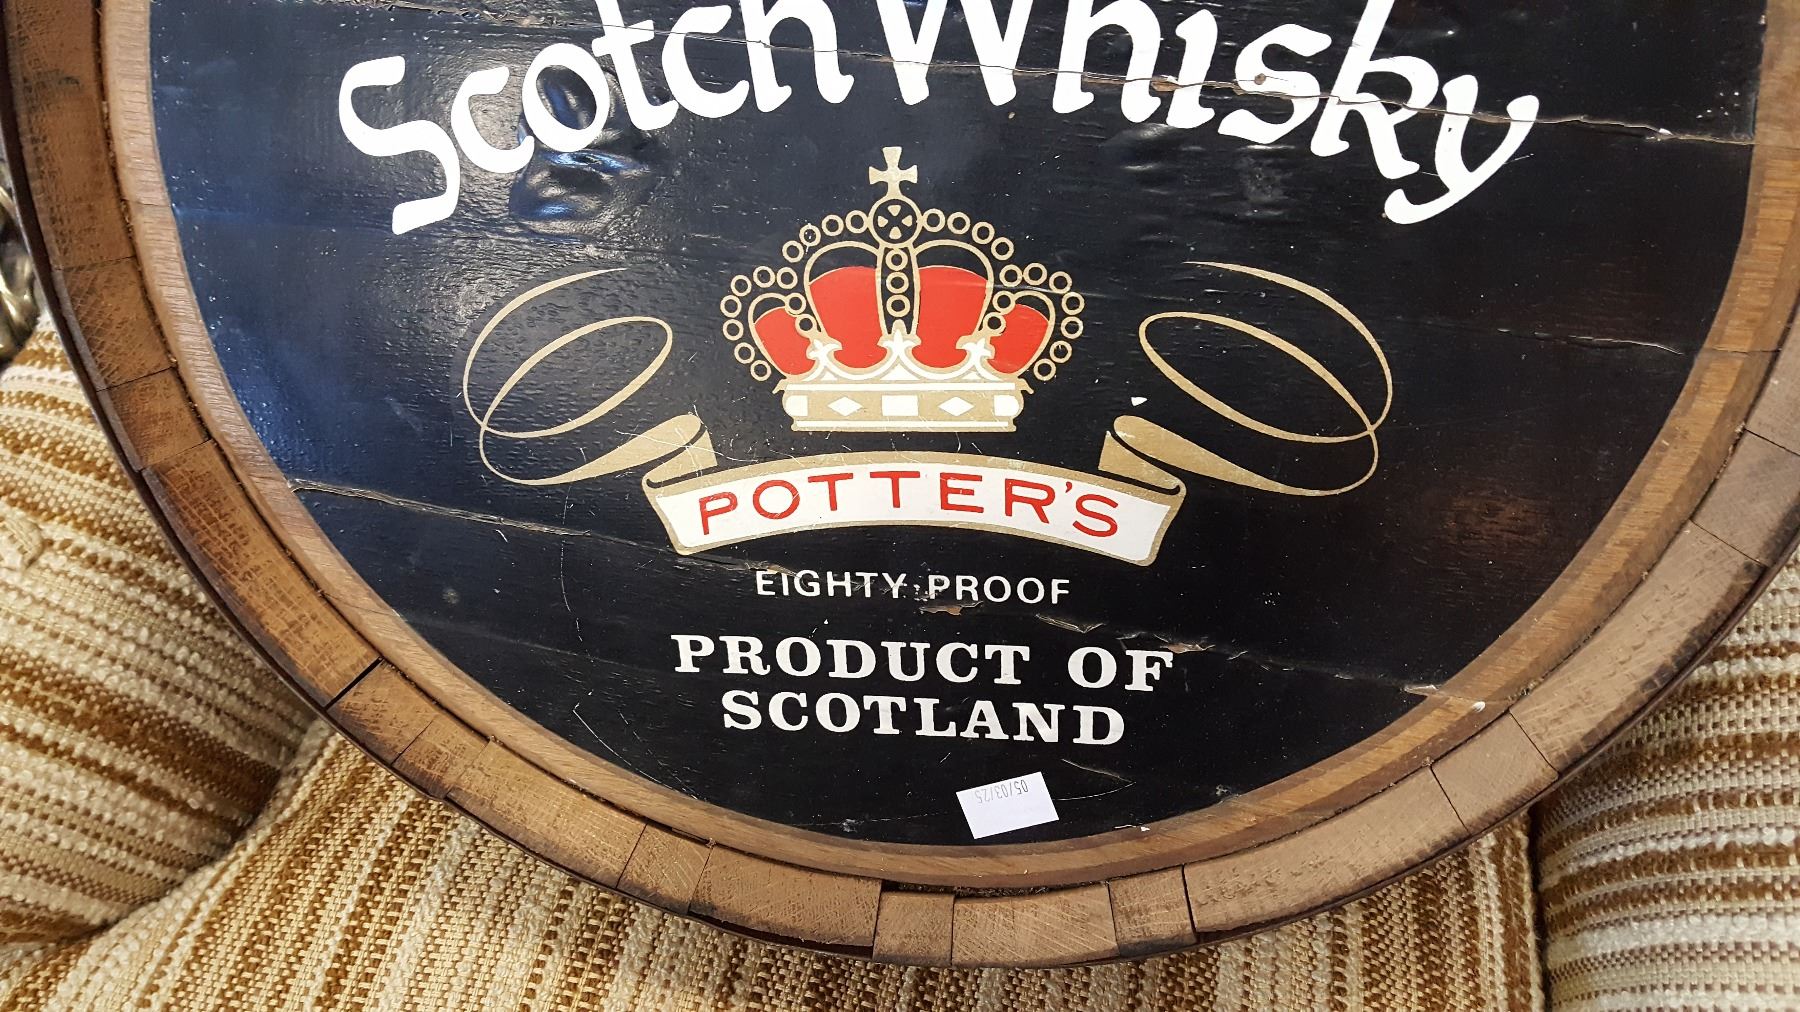 Scotch Whisky
POTTER'S
EIGHTY PROOF
PRODUCT OF
SCOTLAND
05/03/25